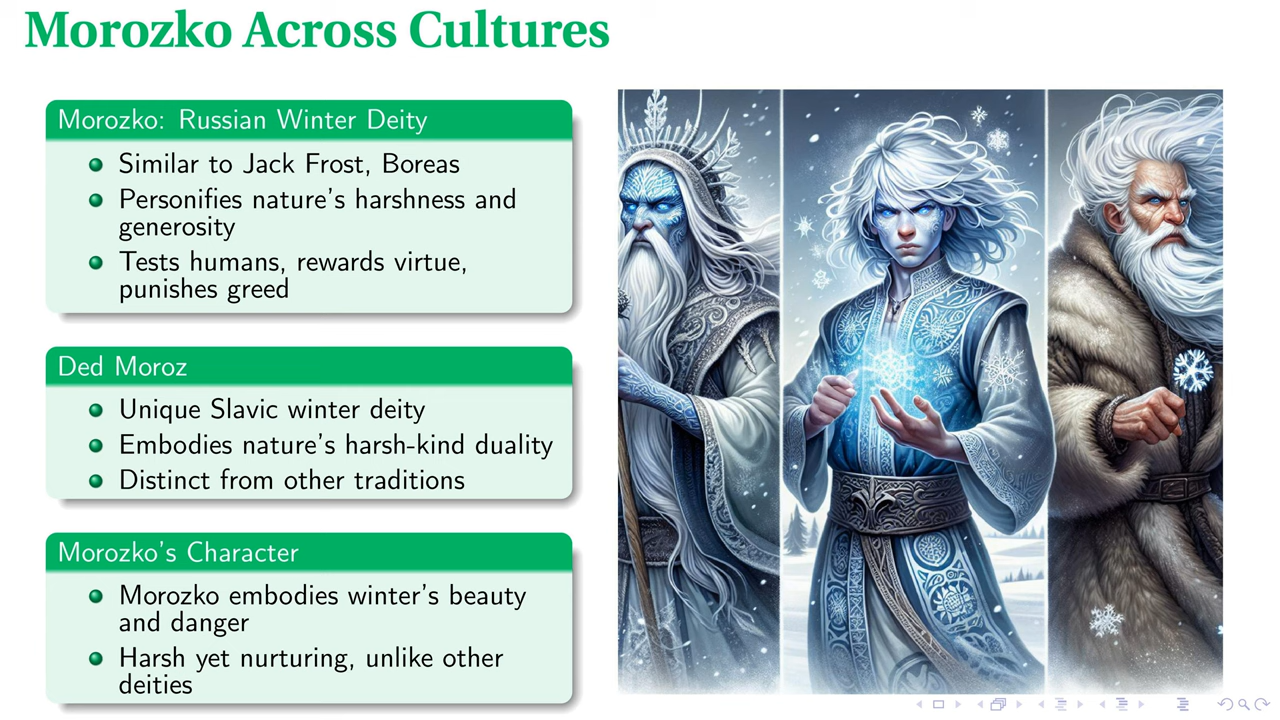 Morozko Across Cultures
Morozko: Russian Winter Deity
Similar to Jack Frost, Boreas
Personifies nature's harshness and
generosity
Tests humans, rewards virtue,
punishes greed
Ded Moroz
Unique Slavic winter deity
Embodies nature's harsh-kind duality
Distinct from other traditions
Morozko's Character
Morozko embodies winter's beauty
and danger
Harsh yet nurturing, unlike other
deities